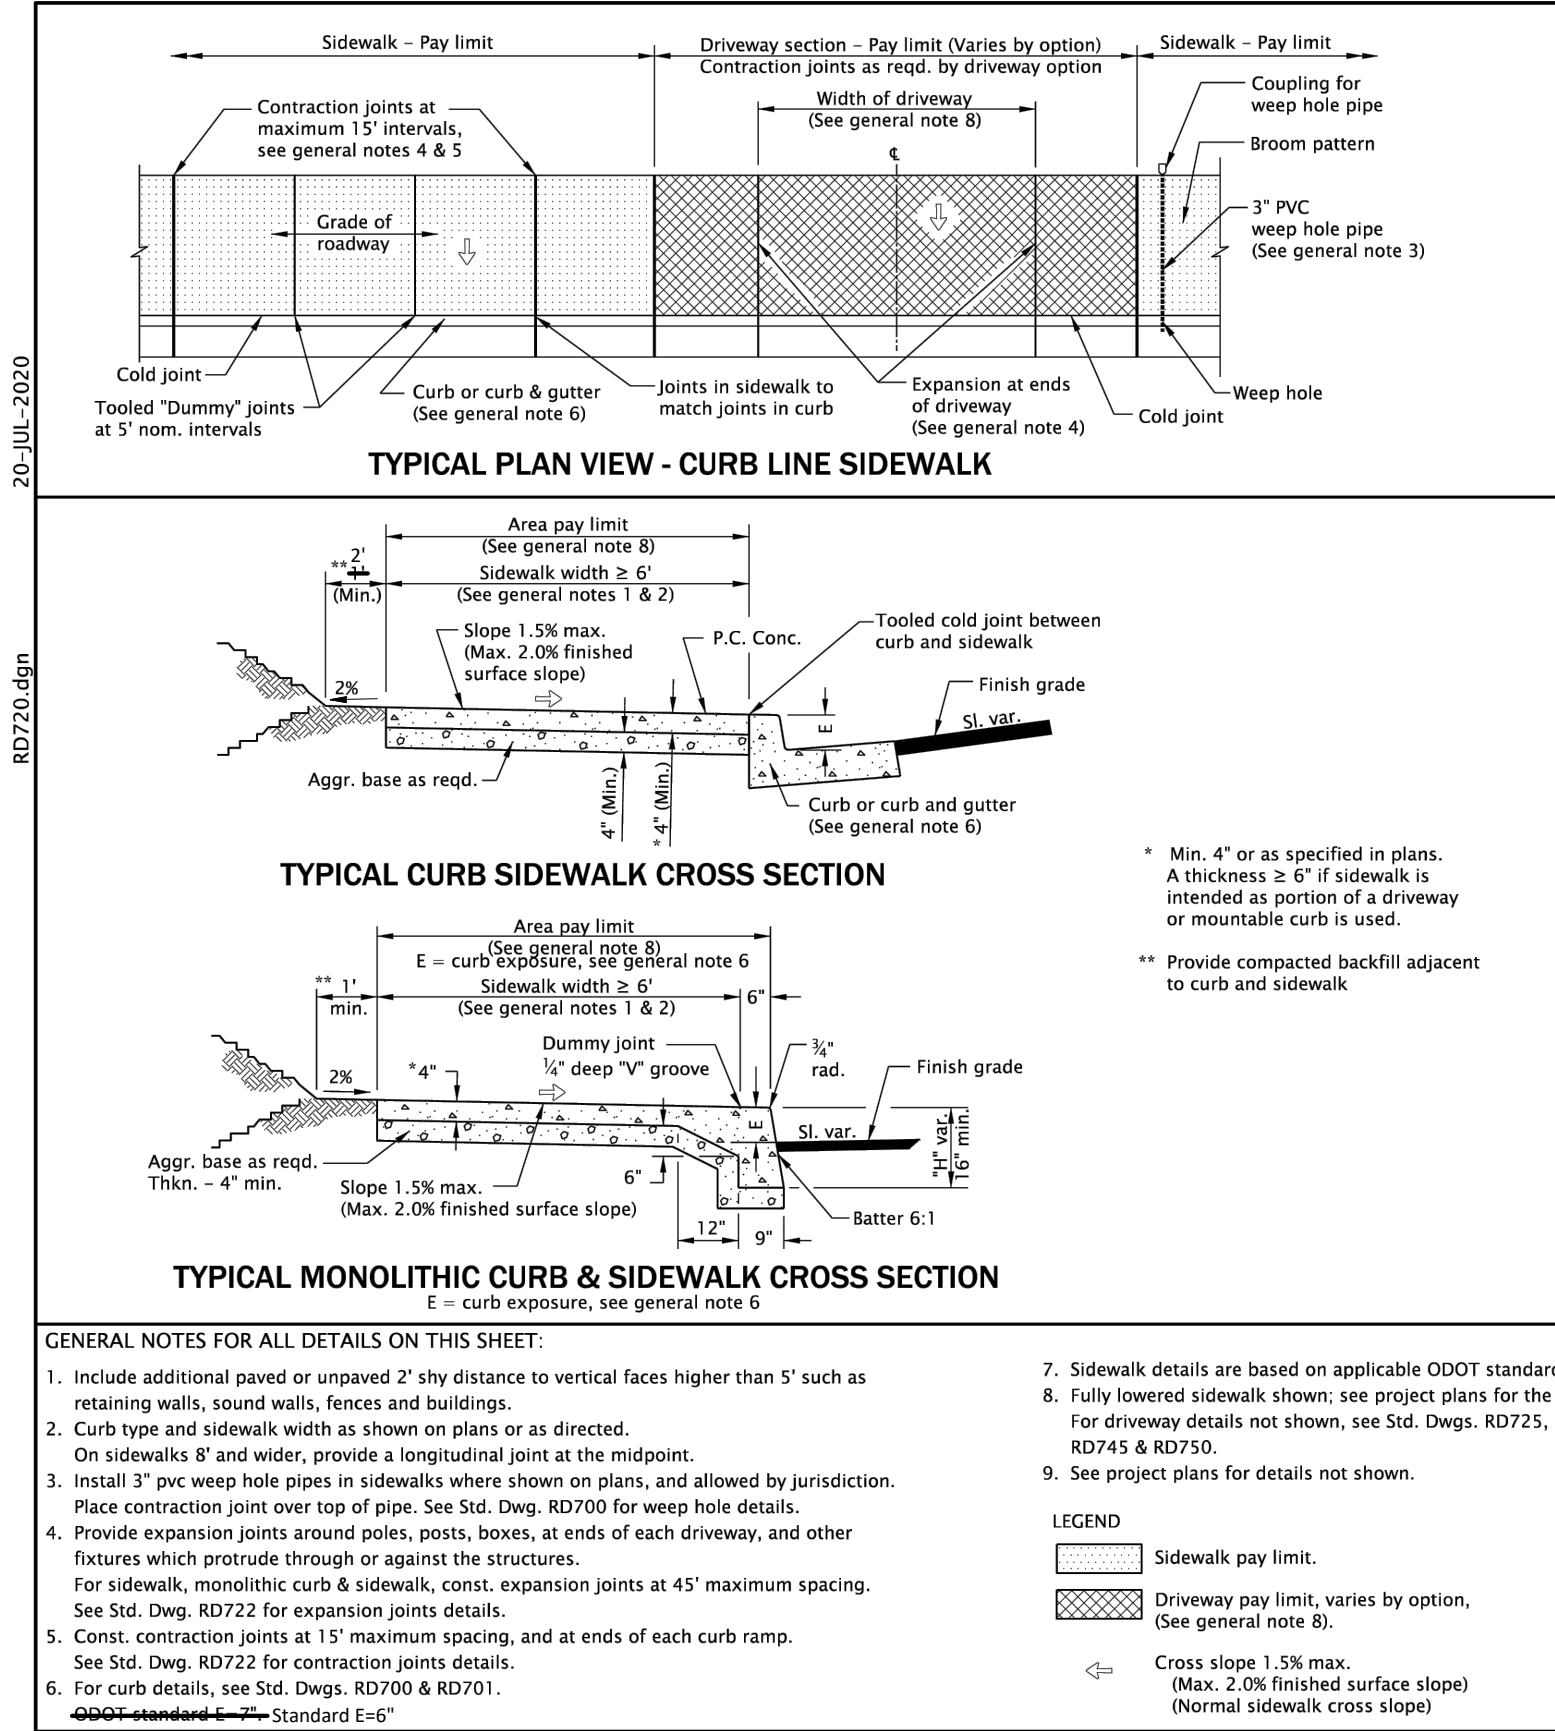 Sidewalk – Pay limit
Driveway section – Pay limit (Varies by option)
Contraction joints as reqd. by driveway option
Sidewalk – Pay limit
Contraction joints at
maximum 15' intervals,
see general notes 4 & 5
Width of driveway
(See general note 8)
Coupling for
weep hole pipe
Broom pattern
℄
Grade of
roadway
3" PVC
weep hole pipe
(See general note 3)
Cold joint
Tooled "Dummy" joints
at 5' nom. intervals
Curb or curb & gutter
(See general note 6)
Joints in sidewalk to
match joints in curb
Expansion at ends
of driveway
(See general note 4)
Cold joint
Weep hole
TYPICAL PLAN VIEW - CURB LINE SIDEWALK
20–JUL–2020
RD720.dgn
Area pay limit
(See general note 8)
2'
** 1'
(Min.)
Sidewalk width ≥ 6'
(See general notes 1 & 2)
Slope 1.5% max.
(Max. 2.0% finished
surface slope)
P.C. Conc.
Tooled cold joint between
curb and sidewalk
2%
E
Finish grade
Sl. var.
Aggr. base as reqd.
4" (Min.)
* 4" (Min.)
Curb or curb and gutter
(See general note 6)
TYPICAL CURB SIDEWALK CROSS SECTION
* Min. 4" or as specified in plans.
A thickness ≥ 6" if sidewalk is
intended as portion of a driveway
or mountable curb is used.
** Provide compacted backfill adjacent
to curb and sidewalk
Area pay limit
(See general note 8)
E = curb exposure, see general note 6
** 1'
min.
Sidewalk width ≥ 6'
(See general notes 1 & 2)
6"
Dummy joint
¼" deep "V" groove
¾"
rad.
2%
*4"
E
Finish grade
Sl. var.
"H" var.
16" min.
Aggr. base as reqd.
Thkn. – 4" min.
Slope 1.5% max.
(Max. 2.0% finished surface slope)
6"
12"
9"
Batter 6:1
TYPICAL MONOLITHIC CURB & SIDEWALK CROSS SECTION
E = curb exposure, see general note 6
GENERAL NOTES FOR ALL DETAILS ON THIS SHEET:
1. Include additional paved or unpaved 2' shy distance to vertical faces higher than 5' such as
retaining walls, sound walls, fences and buildings.
2. Curb type and sidewalk width as shown on plans or as directed.
On sidewalks 8' and wider, provide a longitudinal joint at the midpoint.
3. Install 3" pvc weep hole pipes in sidewalks where shown on plans, and allowed by jurisdiction.
Place contraction joint over top of pipe. See Std. Dwg. RD700 for weep hole details.
4. Provide expansion joints around poles, posts, boxes, at ends of each driveway, and other
fixtures which protrude through or against the structures.
For sidewalk, monolithic curb & sidewalk, const. expansion joints at 45' maximum spacing.
See Std. Dwg. RD722 for expansion joints details.
5. Const. contraction joints at 15' maximum spacing, and at ends of each curb ramp.
See Std. Dwg. RD722 for contraction joints details.
6. For curb details, see Std. Dwgs. RD700 & RD701.
ODOT standard E=7". Standard E=6"
7. Sidewalk details are based on applicable ODOT standard
8. Fully lowered sidewalk shown; see project plans for the
For driveway details not shown, see Std. Dwgs. RD725,
RD745 & RD750.
9. See project plans for details not shown.
LEGEND
Sidewalk pay limit.
Driveway pay limit, varies by option,
(See general note 8).
Cross slope 1.5% max.
(Max. 2.0% finished surface slope)
(Normal sidewalk cross slope)